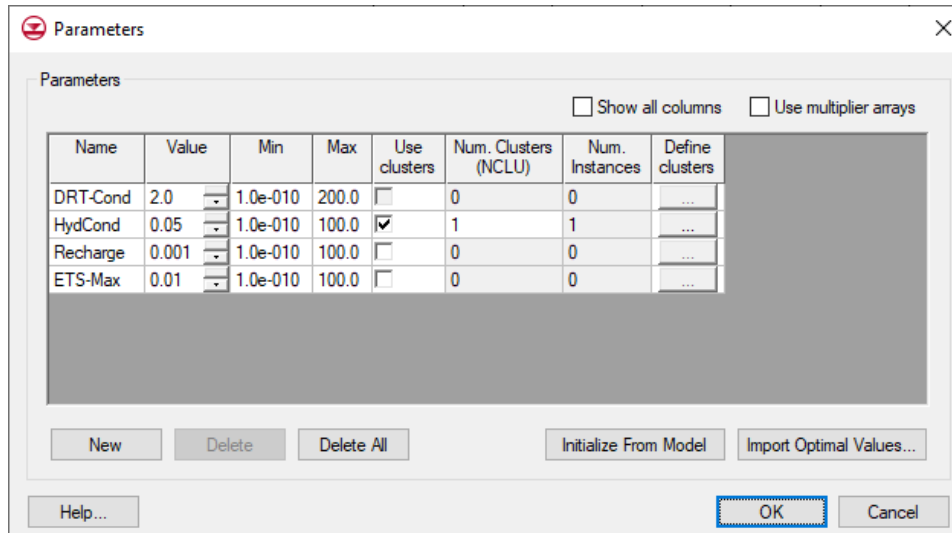 Parameters
Parameters
Show all columns Use multiplier arrays
Name Value Min Max Use clusters Num. Clusters (NCLU) Num. Instances Define clusters
DRT-Cond 2.0 1.0e-010 200.0 0 0 ...
HydCond 0.05 1.0e-010 100.0 1 1 ...
Recharge 0.001 1.0e-010 100.0 0 0 ...
ETS-Max 0.01 1.0e-010 100.0 0 0 ...
New Delete Delete All Initialize From Model Import Optimal Values...
Help... OK Cancel